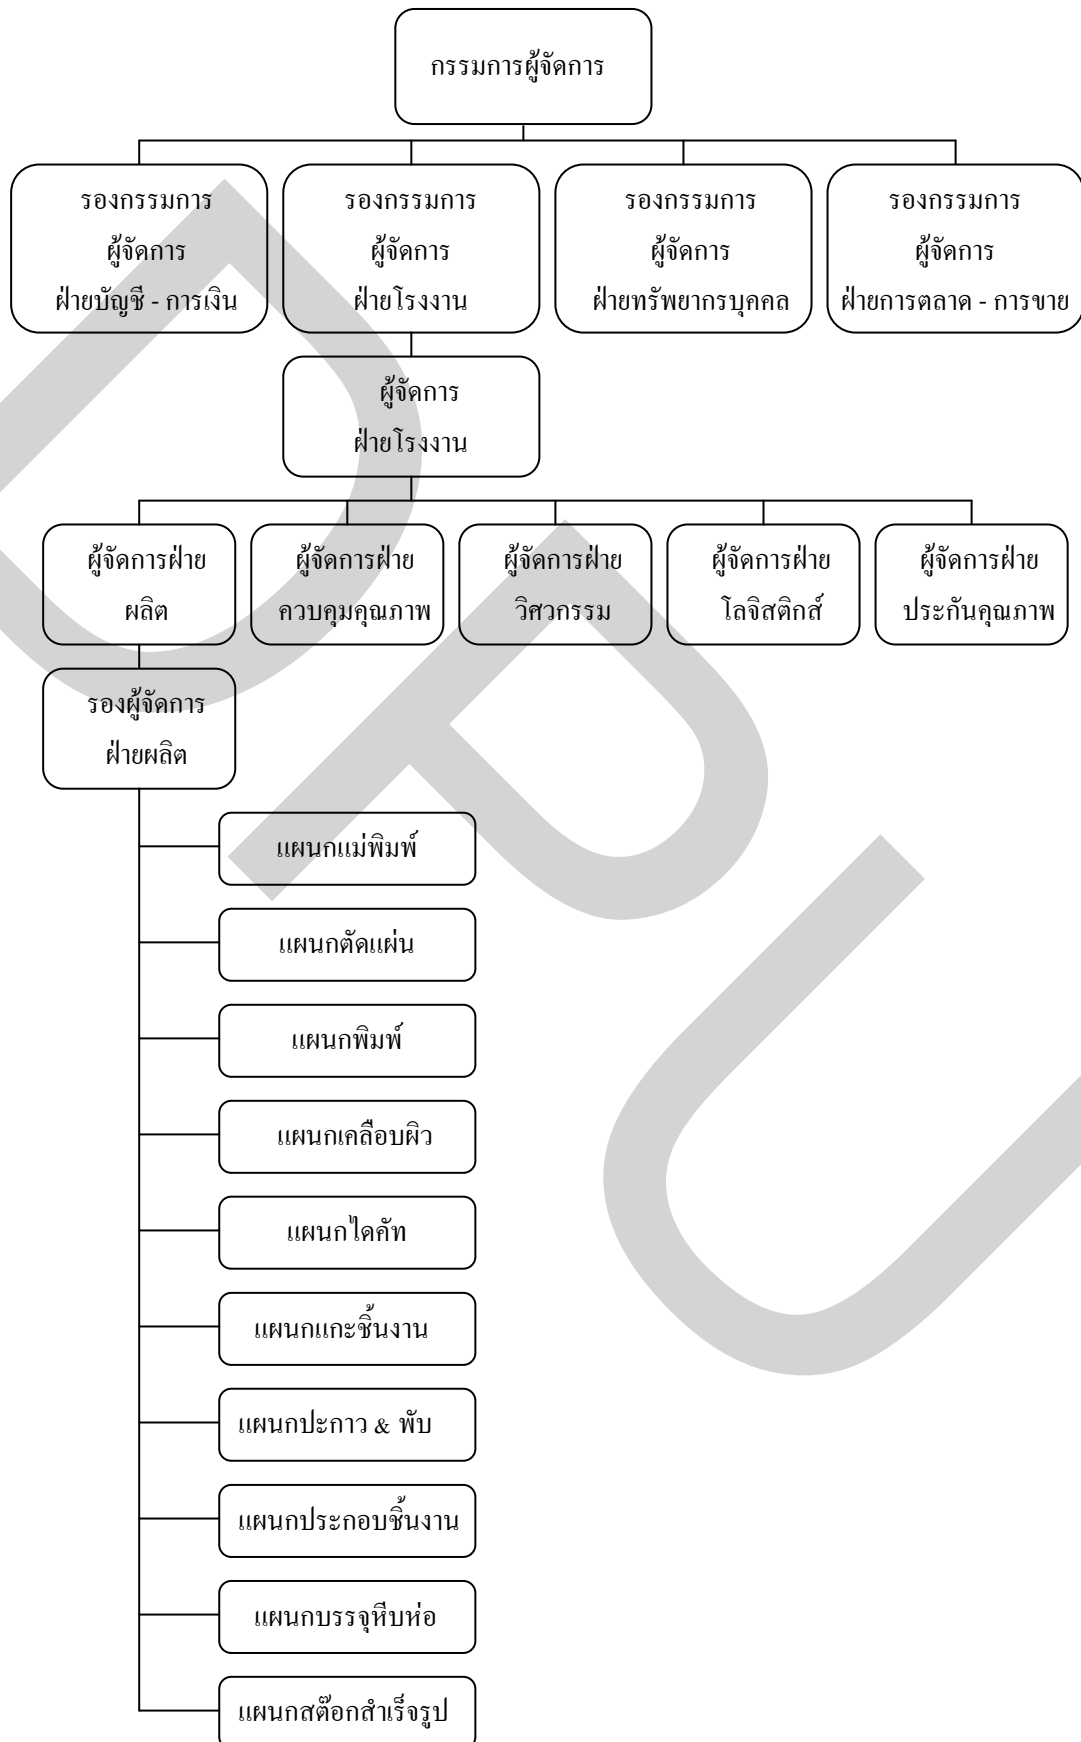 กรรมการผู้จัดการ
รองกรรมการ
ผู้จัดการ
ฝ่ายบัญชี - การเงิน
รองกรรมการ
ผู้จัดการ
ฝ่ายโรงงาน
รองกรรมการ
ผู้จัดการ
ฝ่ายทรัพยากรบุคคล
รองกรรมการ
ผู้จัดการ
ฝ่ายการตลาด - การขาย
ผู้จัดการ
ฝ่ายโรงงาน
ผู้จัดการฝ่าย
ผลิต
ผู้จัดการฝ่าย
ควบคุมคุณภาพ
ผู้จัดการฝ่าย
วิศวกรรม
ผู้จัดการฝ่าย
โลจิสติกส์
ผู้จัดการฝ่าย
ประกันคุณภาพ
รองผู้จัดการ
ฝ่ายผลิต
แผนกแม่พิมพ์
แผนกตัดแผ่น
แผนกพิมพ์
แผนกเคลือบผิว
แผนกไดคัท
แผนกแกะชิ้นงาน
แผนกปะกาว & พับ
แผนกประกอบชิ้นงาน
แผนกบรรจุหีบห่อ
แผนกสต๊อกสำเร็จรูป
DPU